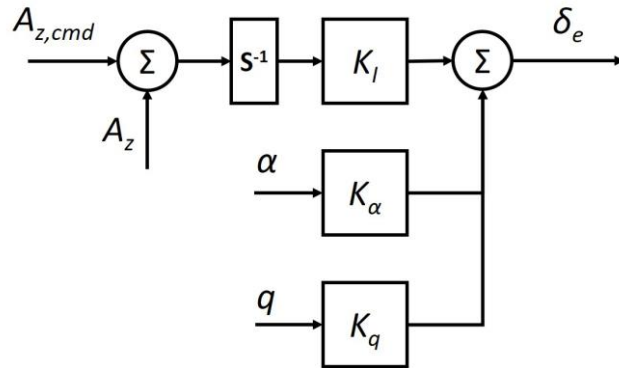 A_{z,cmd}
Σ
s⁻¹
K_I
Σ
δ_e
A_z
α
K_α
q
K_q